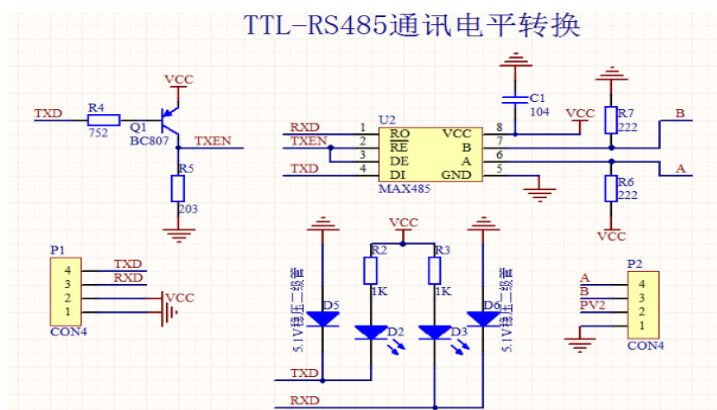 TTL-RS485通讯电平转换
VCC
TXD
R4
752
Q1
BC807
TXEN
R5
203
C1
104
VCC
R7
222
B
U2
RXD
1
RO
VCC
8
TXEN
2
RE
B
7
3
DE
A
6
TXD
4
DI
GND
5
MAX485
A
R6
222
VCC
P1
4
TXD
3
RXD
2
VCC
1
CON4
VCC
R2
1K
R3
1K
D5
5.1V稳压二级管
D2
D3
D6
5.1V稳压二级管
TXD
RXD
P2
A
4
B
3
PV2
2
1
CON4